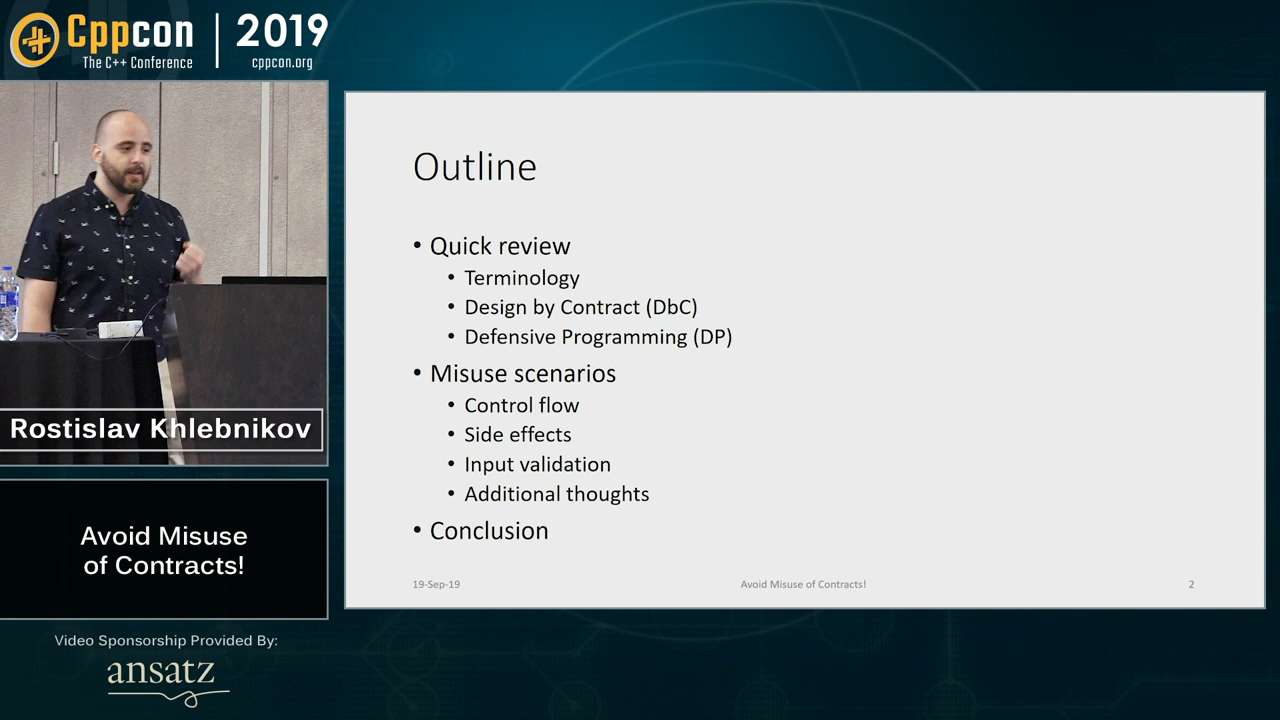 Cppcon
The C++ Conference
2019
cppcon.org
Rostislav Khlebnikov
Avoid Misuse
of Contracts!
Video Sponsorship Provided By:
ansatz
Outline
• Quick review
• Terminology
• Design by Contract (DbC)
• Defensive Programming (DP)
• Misuse scenarios
• Control flow
• Side effects
• Input validation
• Additional thoughts
• Conclusion
19-Sep-19
Avoid Misuse of Contracts!
2